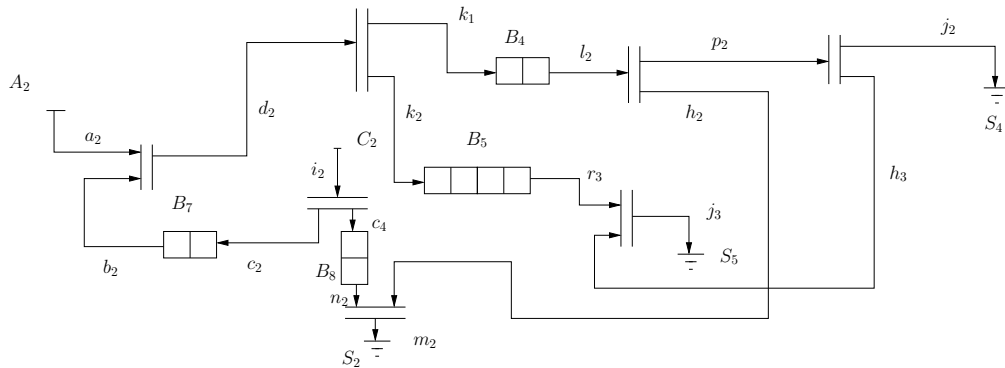 k₁
j₂
B₄
p₂
l₂
A₂
d₂
h₂
S₄
k₂
a₂
C₂
B₅
i₂
r₃
h₃
B₇
c₄
j₃
b₂
c₂
B₈
S₅
n₂
m₂
S₂